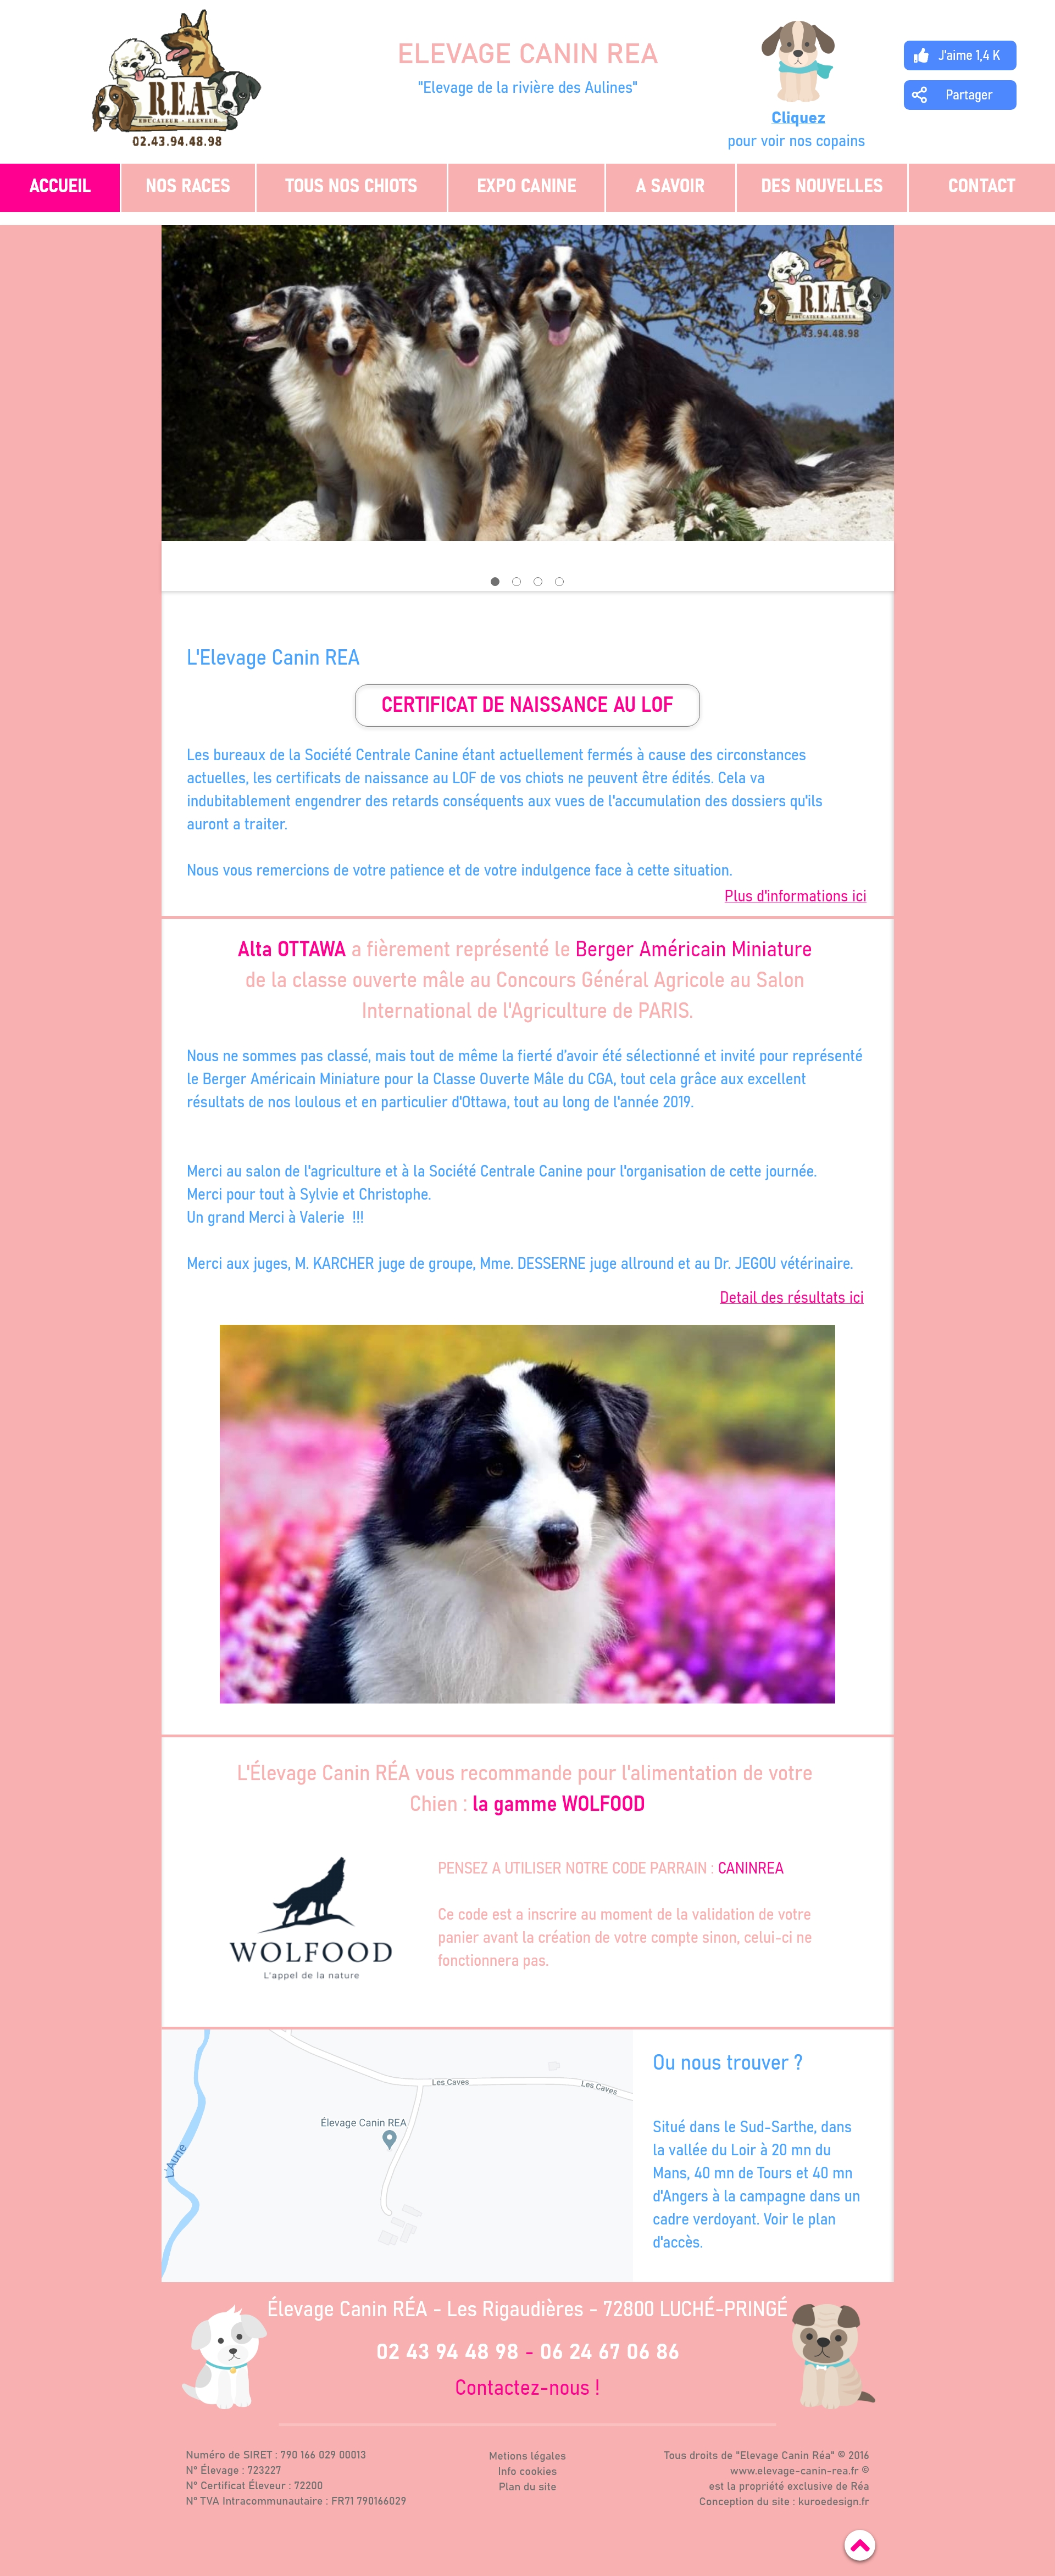 R.E.A.
EDUCATEUR - ELEVEUR
02.43.94.48.98
ELEVAGE CANIN REA
"Elevage de la rivière des Aulines"
Cliquez
pour voir nos copains
J'aime 1,4 K
Partager
ACCUEIL
NOS RACES
TOUS NOS CHIOTS
EXPO CANINE
A SAVOIR
DES NOUVELLES
CONTACT
R.E.A.
EDUCATEUR - ELEVEUR
02.43.94.48.98
L'Elevage Canin REA
CERTIFICAT DE NAISSANCE AU LOF
Les bureaux de la Société Centrale Canine étant actuellement fermés à cause des circonstances
actuelles, les certificats de naissance au LOF de vos chiots ne peuvent être édités. Cela va
indubitablement engendrer des retards conséquents aux vues de l'accumulation des dossiers qu'ils
auront a traiter.
Nous vous remercions de votre patience et de votre indulgence face à cette situation.
Plus d'informations ici
Alta OTTAWA a fièrement représenté le Berger Américain Miniature
de la classe ouverte mâle au Concours Général Agricole au Salon
International de l'Agriculture de PARIS.
Nous ne sommes pas classé, mais tout de même la fierté d'avoir été sélectionné et invité pour représenté
le Berger Américain Miniature pour la Classe Ouverte Mâle du CGA, tout cela grâce aux excellent
résultats de nos loulous et en particulier d'Ottawa, tout au long de l'année 2019.
Merci au salon de l'agriculture et à la Société Centrale Canine pour l'organisation de cette journée.
Merci pour tout à Sylvie et Christophe.
Un grand Merci à Valerie !!!
Merci aux juges, M. KARCHER juge de groupe, Mme. DESSERNE juge allround et au Dr. JEGOU vétérinaire.
Detail des résultats ici
L'Élevage Canin RÉA vous recommande pour l'alimentation de votre
Chien : la gamme WOLFOOD
WOLFOOD
L'appel de la nature
PENSEZ A UTILISER NOTRE CODE PARRAIN : CANINREA
Ce code est a inscrire au moment de la validation de votre
panier avant la création de votre compte sinon, celui-ci ne
fonctionnera pas.
Les Caves
Les Caves
Élevage Canin REA
L'Aune
Ou nous trouver ?
Situé dans le Sud-Sarthe, dans
la vallée du Loir à 20 mn du
Mans, 40 mn de Tours et 40 mn
d'Angers à la campagne dans un
cadre verdoyant. Voir le plan
d'accès.
Élevage Canin RÉA - Les Rigaudières - 72800 LUCHÉ-PRINGÉ
02 43 94 48 98 - 06 24 67 06 86
Contactez-nous !
Numéro de SIRET : 790 166 029 00013
N° Élevage : 723227
N° Certificat Éleveur : 72200
N° TVA Intracommunautaire : FR71 790166029
Metions légales
Info cookies
Plan du site
Tous droits de "Elevage Canin Réa" © 2016
www.elevage-canin-rea.fr ©
est la propriété exclusive de Réa
Conception du site : kuroedesign.fr